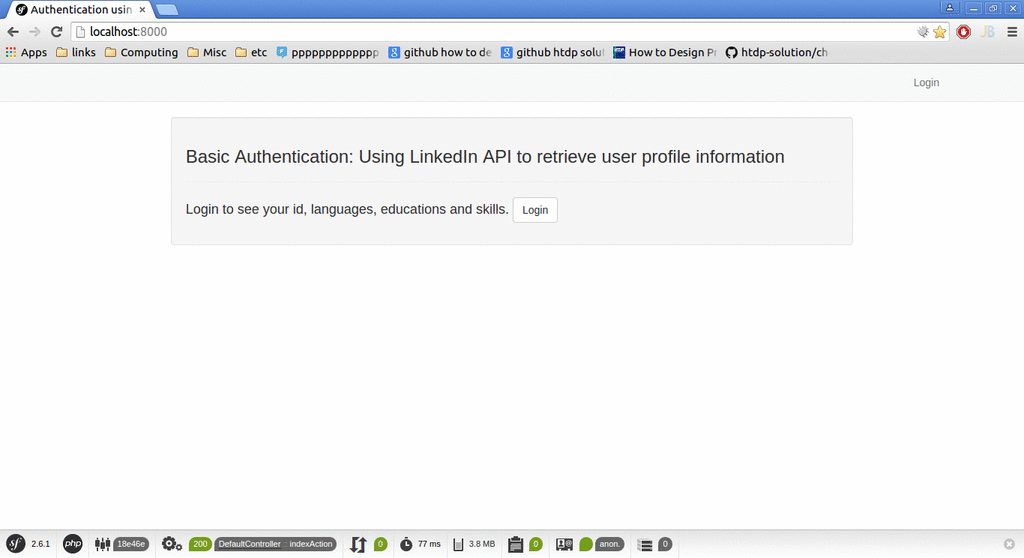 Authentication usin
localhost:8000
Apps links Computing Misc etc ppppppppppppp github how to de github htdp solu How to Design Pr htdp-solution/ch
Login
Basic Authentication: Using LinkedIn API to retrieve user profile information
Login to see your id, languages, educations and skills. Login
sf 2.6.1 php 18e46e 200 DefaultController :: indexAction 0 77 ms 3.8 MB 0 anon. 0